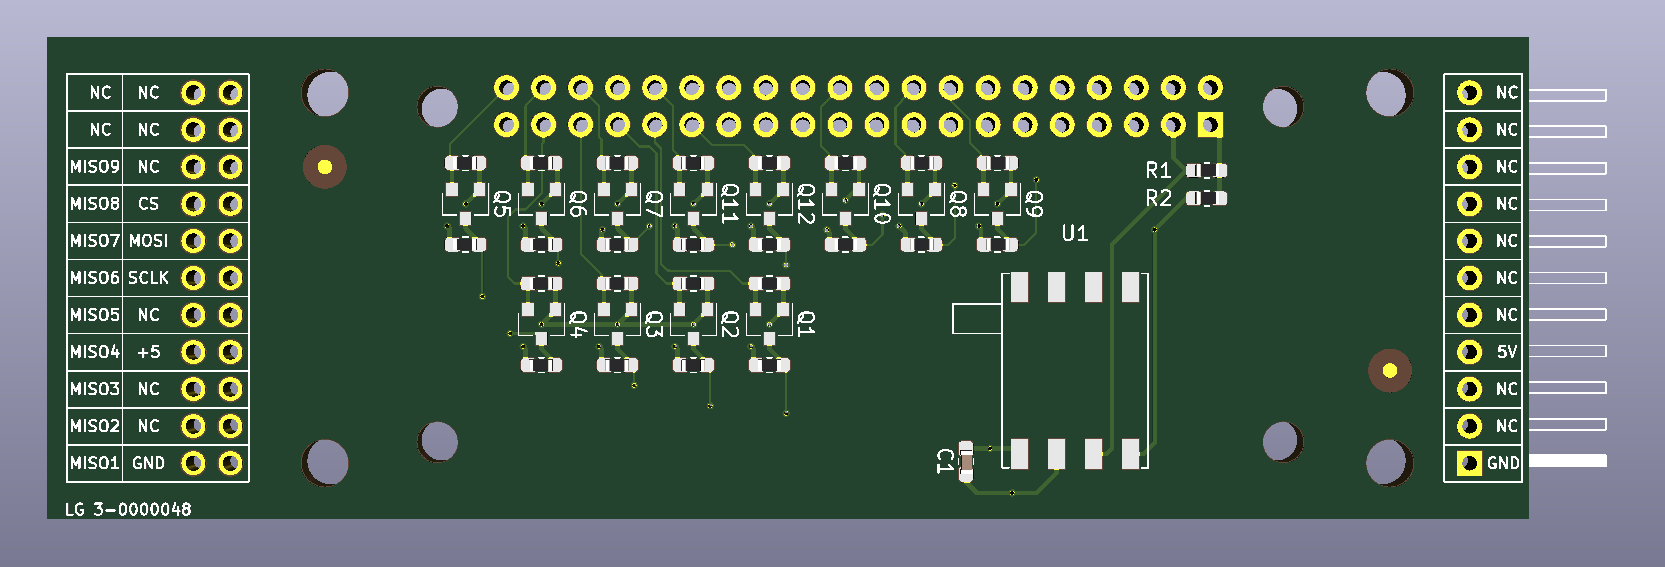 NC NC
NC NC
MISO9 NC
MISO8 CS
MISO7 MOSI
MISO6 SCLK
MISO5 NC
MISO4 +5
MISO3 NC
MISO2 NC
MISO1 GND
LG 3-0000048
Q5
Q6
Q7
Q11
Q12
Q10
Q8
Q9
Q4
Q3
Q2
Q1
R1
R2
U1
C1
NC
NC
NC
NC
NC
NC
NC
5V
NC
NC
GND